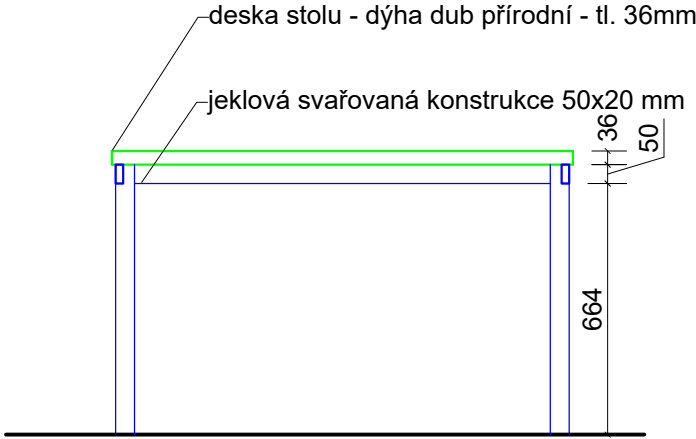 deska stolu - dýha dub přírodní - tl. 36mm
jeklová svařovaná konstrukce 50x20 mm
36
50
664